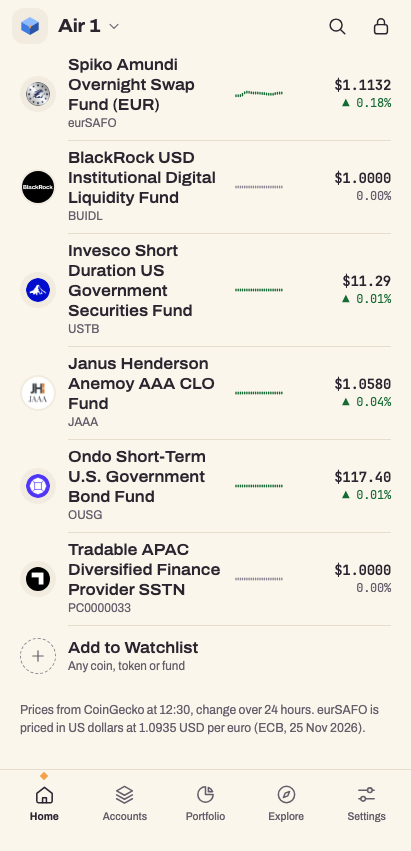 Air 1
Spiko Amundi
Overnight Swap
Fund (EUR)
eurSAFO
$1.1132
▲ 0.18%
BlackRock
BlackRock USD
Institutional Digital
Liquidity Fund
BUIDL
$1.0000
0.00%
Invesco Short
Duration US
Government
Securities Fund
USTB
$11.29
▲ 0.01%
JH
JAAA
Janus Henderson
Anemoy AAA CLO
Fund
JAAA
$1.0580
▲ 0.04%
Ondo Short-Term
U.S. Government
Bond Fund
OUSG
$117.40
▲ 0.01%
Tradable APAC
Diversified Finance
Provider SSTN
PC0000033
$1.0000
0.00%
Add to Watchlist
Any coin, token or fund
Prices from CoinGecko at 12:30, change over 24 hours. eurSAFO is
priced in US dollars at 1.0935 USD per euro (ECB, 25 Nov 2026).
Home
Accounts
Portfolio
Explore
Settings